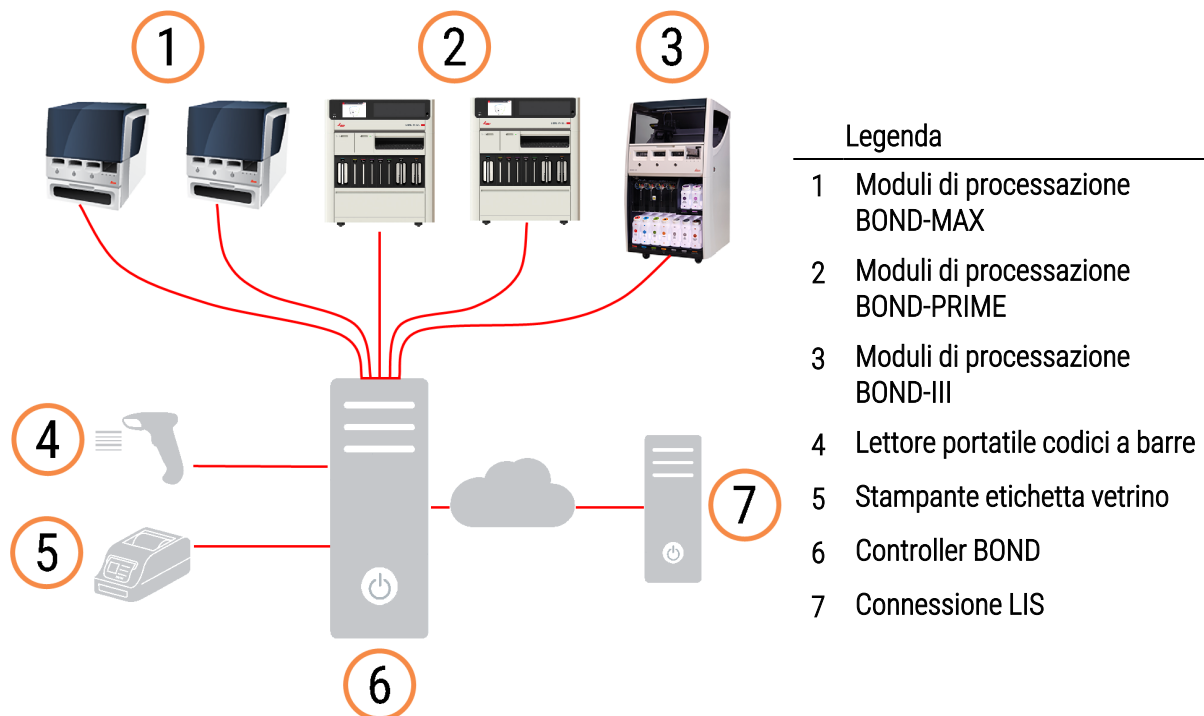 1
2
3
4
5
6
7
Legenda
1 Moduli di processazione
BOND-MAX
2 Moduli di processazione
BOND-PRIME
3 Moduli di processazione
BOND-III
4 Lettore portatile codici a barre
5 Stampante etichetta vetrino
6 Controller BOND
7 Connessione LIS